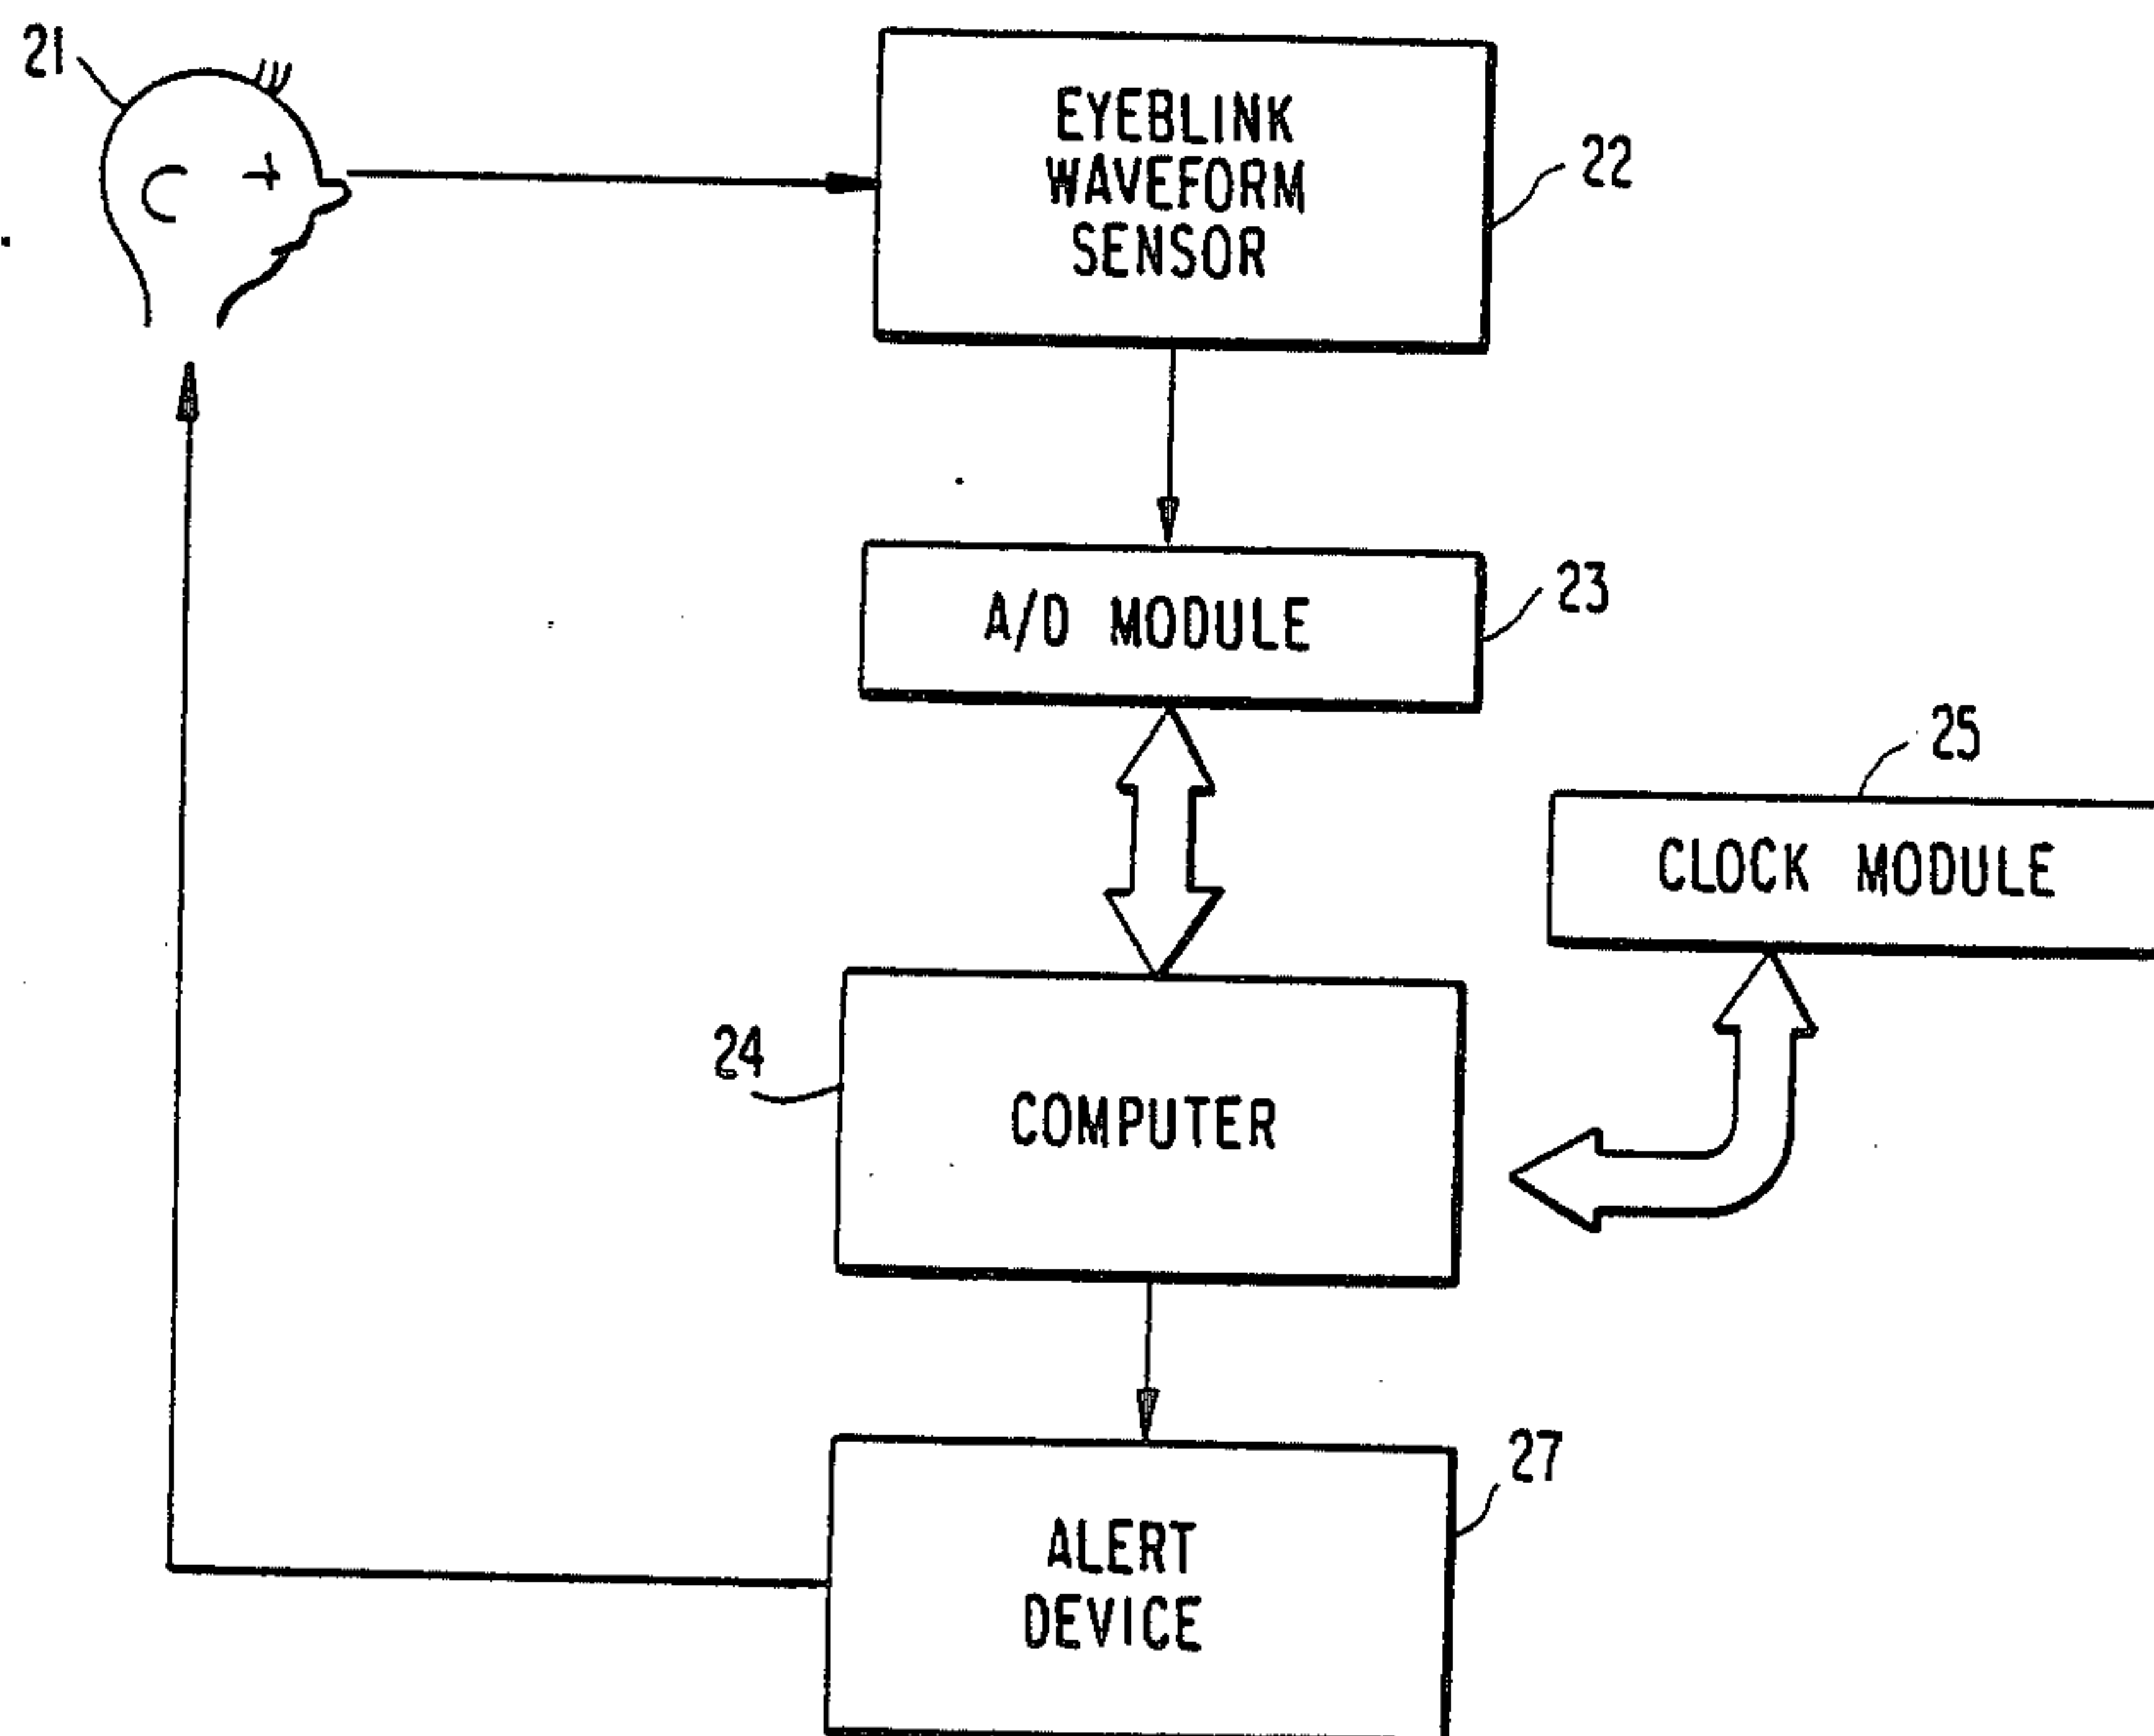 21
EYEBLINK
WAVEFORM
SENSOR
22
A/D MODULE
23
25
CLOCK MODULE
24
COMPUTER
27
ALERT
DEVICE